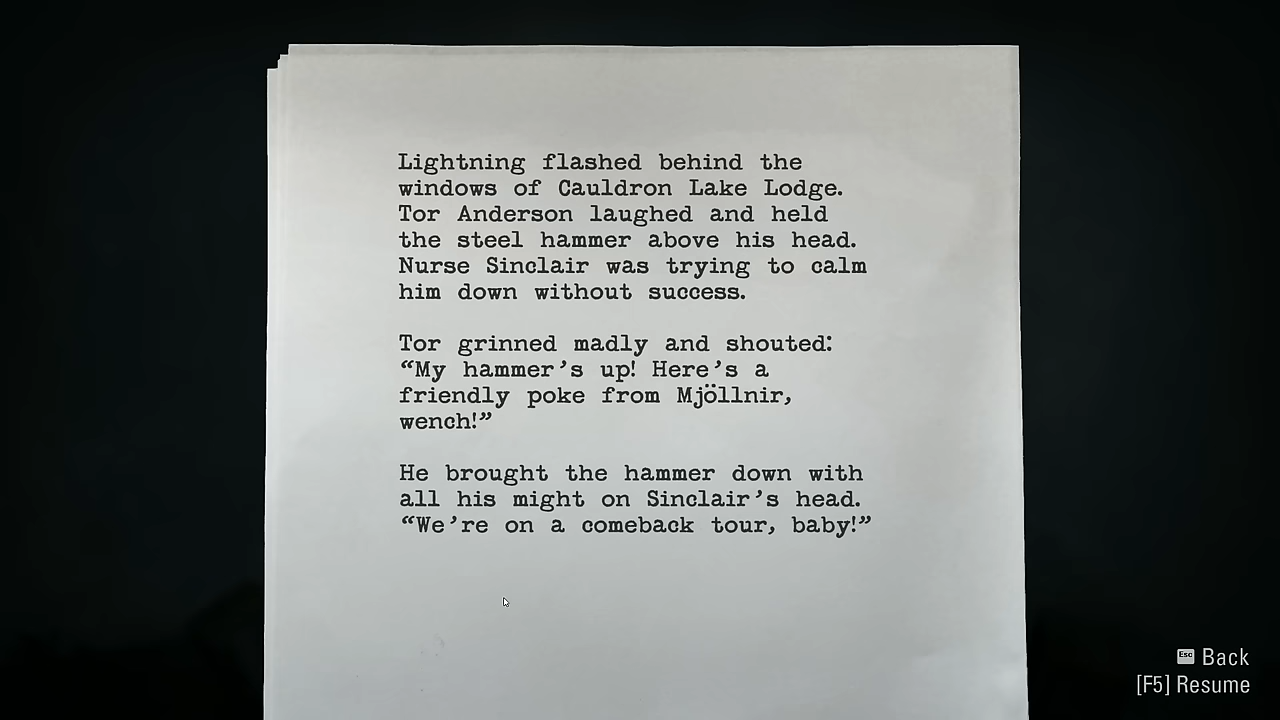 Lightning flashed behind the
windows of Cauldron Lake Lodge.
Tor Anderson laughed and held
the steel hammer above his head.
Nurse Sinclair was trying to calm
him down without success.
Tor grinned madly and shouted:
“My hammer’s up! Here’s a
friendly poke from Mjöllnir,
wench!”
He brought the hammer down with
all his might on Sinclair’s head.
“We’re on a comeback tour, baby!”
Esc Back
[F5] Resume